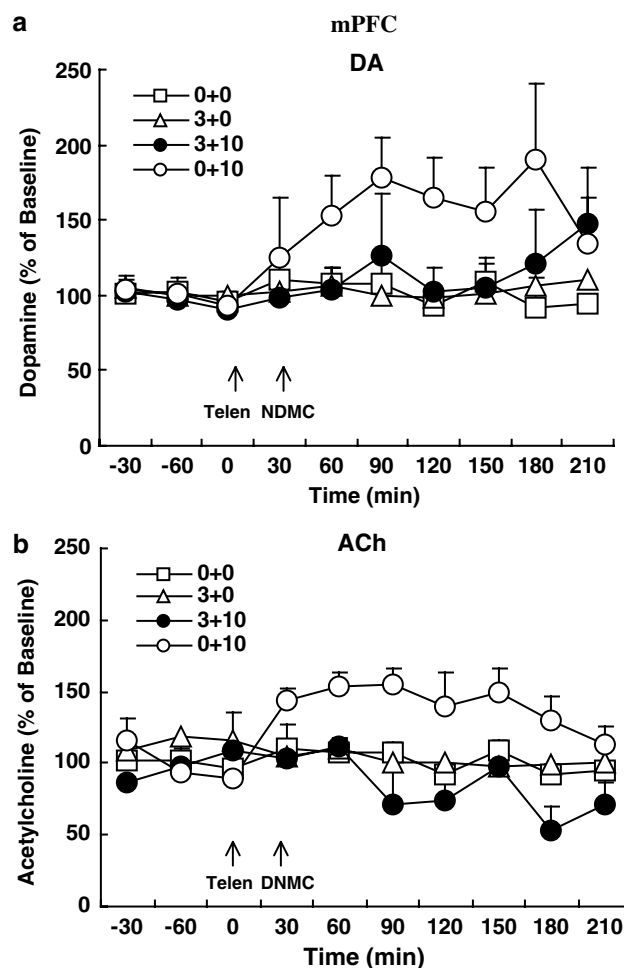 a
mPFC
DA
250
200
150
100
50
0
Dopamine (% of Baseline)
0+0
3+0
3+10
0+10
Telen NDMC
-30 -60 0 30 60 90 120 150 180 210
Time (min)
b
ACh
250
200
150
100
50
0
Acetylcholine (% of Baseline)
0+0
3+0
3+10
0+10
Telen DNMC
-30 -60 0 30 60 90 120 150 180 210
Time (min)